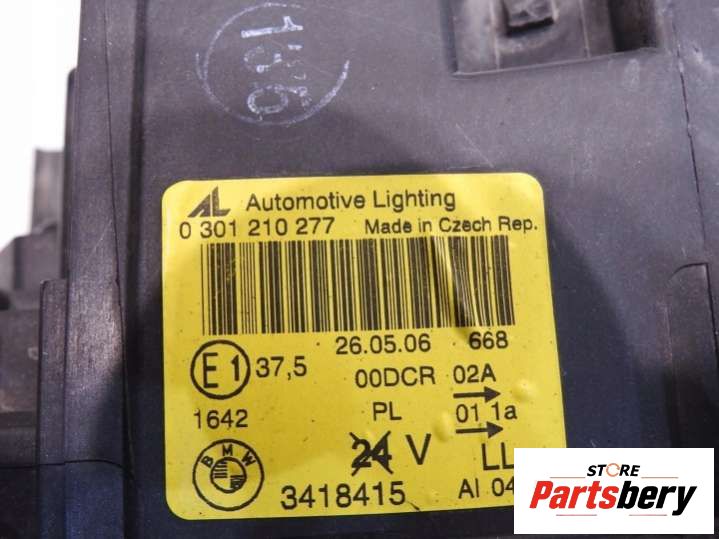 135
AL Automotive Lighting
0 301 210 277 Made in Czech Rep.
26.05.06 668
E1 37,5
00DCR 02A
1642 PL 01 1a
24 V LL
BMW
3418415 AI 04
STORE
Partsbery